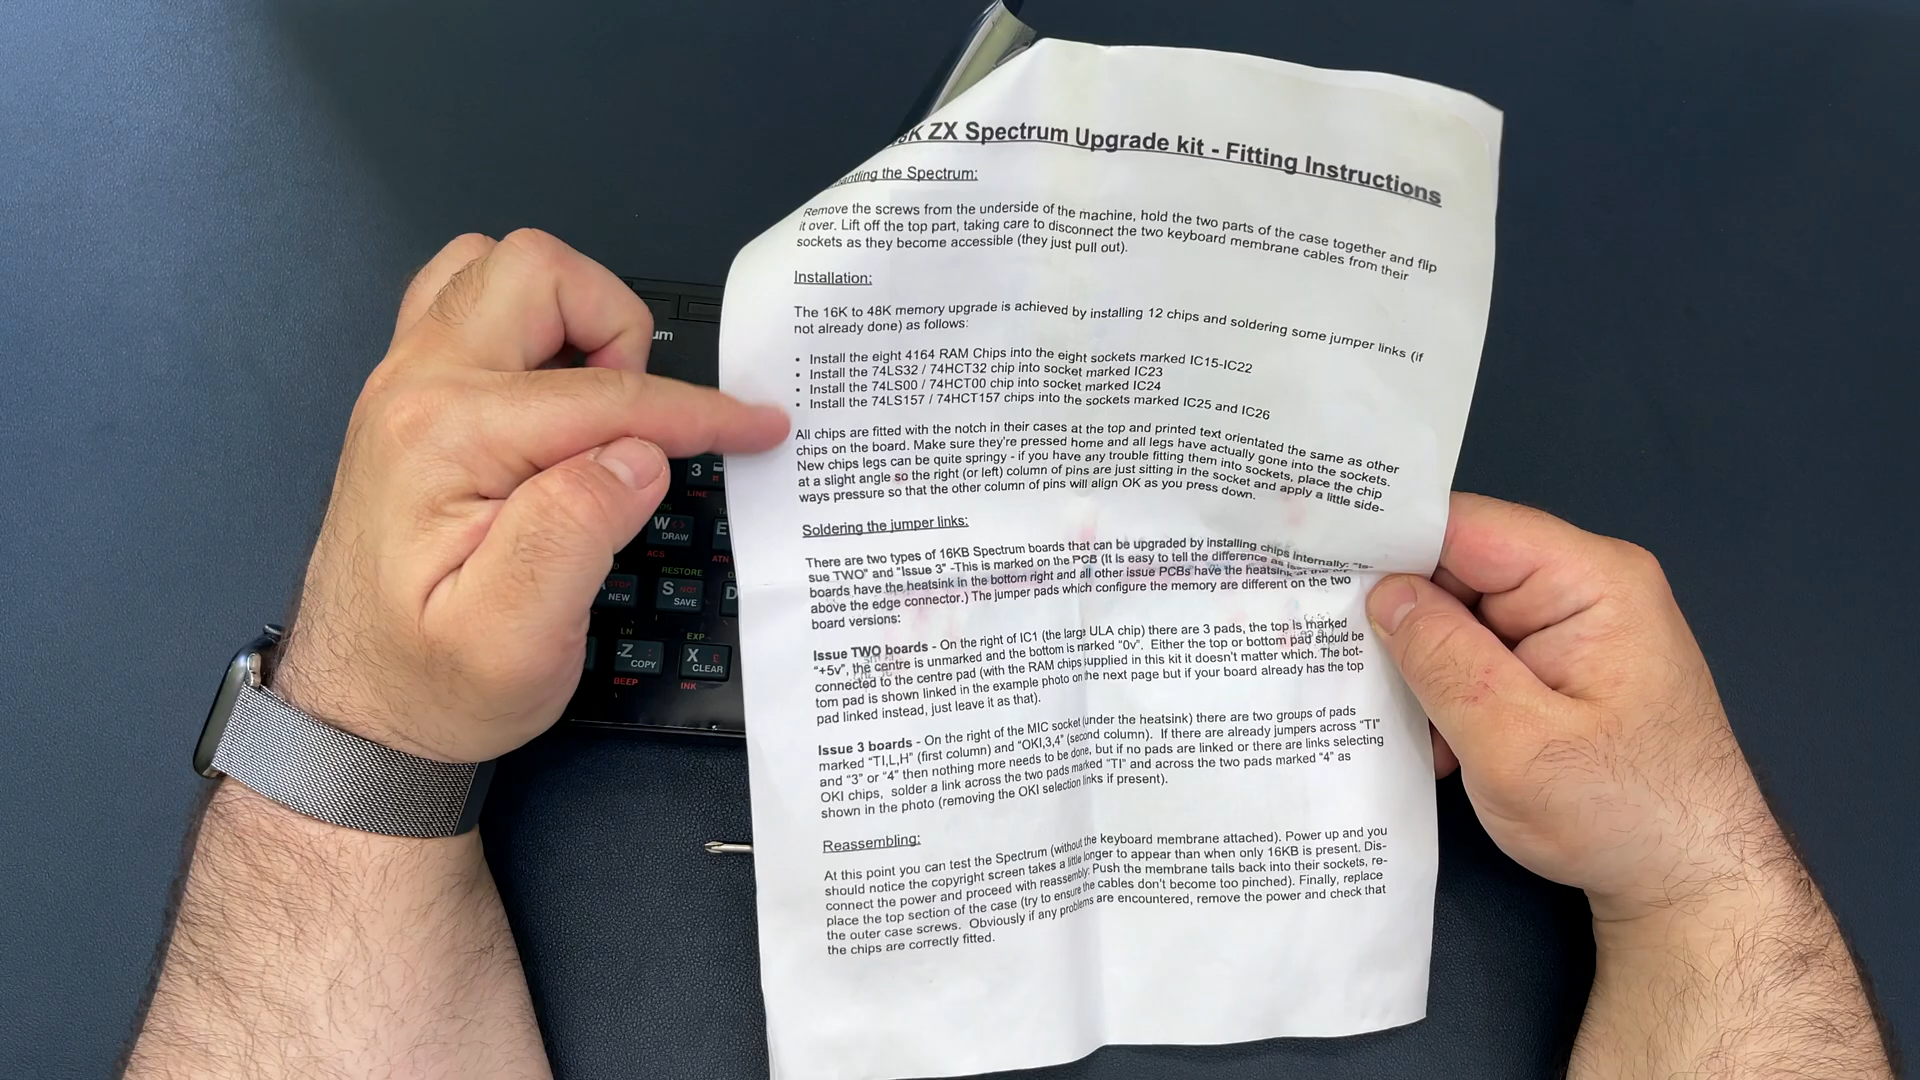 ZX Spectrum Upgrade kit - Fitting Instructions
the Spectrum:
Remove the screws from the underside of the machine, hold the two parts of the case together and flip
it over. Lift off the top part, taking care to disconnect the two keyboard membrane cables from their
sockets as they become accessible (they just pull out).
Installation:
The 16K to 48K memory upgrade is achieved by installing 12 chips and soldering some jumper links (if
not already done) as follows:
• Install the eight 4164 RAM Chips into the eight sockets marked IC15-IC22
• Install the 74LS32 / 74HCT32 chip into socket marked IC23
• Install the 74LS00 / 74HCT00 chip into socket marked IC24
• Install the 74LS157 / 74HCT157 chips into the sockets marked IC25 and IC26
All chips are fitted with the notch in their cases at the top and printed text orientated the same as other
chips on the board. Make sure they're pressed home and all legs have actually gone into the sockets.
New chips legs can be quite springy - if you have any trouble fitting them into sockets, place the chip
at a slight angle so the right (or left) column of pins are just sitting in the socket and apply a little side-
ways pressure so that the other column of pins will align OK as you press down.
Soldering the jumper links:
There are two types of 16KB Spectrum boards that can be upgraded by installing chips internally: "Is-
sue TWO" and "Issue 3" -This is marked on the PCB (It is easy to tell the difference as
boards have the heatsink in the bottom right and all other issue PCBs have the heatsink
above the edge connector.) The jumper pads which configure the memory are different on the two
board versions:
Issue TWO boards - On the right of IC1 (the large ULA chip) there are 3 pads, the top is marked
"+5v", the centre is unmarked and the bottom is marked "0v". Either the top or bottom pad should be
connected to the centre pad (with the RAM chips supplied in this kit it doesn't matter which. The bot-
tom pad is shown linked in the example photo on the next page but if your board already has the top
pad linked instead, just leave it as that).
Issue 3 boards - On the right of the MIC socket (under the heatsink) there are two groups of pads
marked "TI,L,H" (first column) and "OKI,3,4" (second column). If there are already jumpers across "TI"
and "3" or "4" then nothing more needs to be done, but if no pads are linked or there are links selecting
OKI chips, solder a link across the two pads marked "TI" and across the two pads marked "4" as
shown in the photo (removing the OKI selection links if present).
Reassembling:
At this point you can test the Spectrum (without the keyboard membrane attached). Power up and you
should notice the copyright screen takes a little longer to appear than when only 16KB is present. Dis-
connect the power and proceed with reassembly: Push the membrane tails back into their sockets, re-
place the top section of the case (try to ensure the cables don't become too pinched). Finally, replace
the outer case screws. Obviously if any problems are encountered, remove the power and check that
the chips are correctly fitted.
um
3
LINE
W <>
DRAW
E
ACS
ATN
RESTORE
STOP
NEW
S NOT
SAVE
D
LN
EXP
Z :
COPY
X £
CLEAR
BEEP
INK